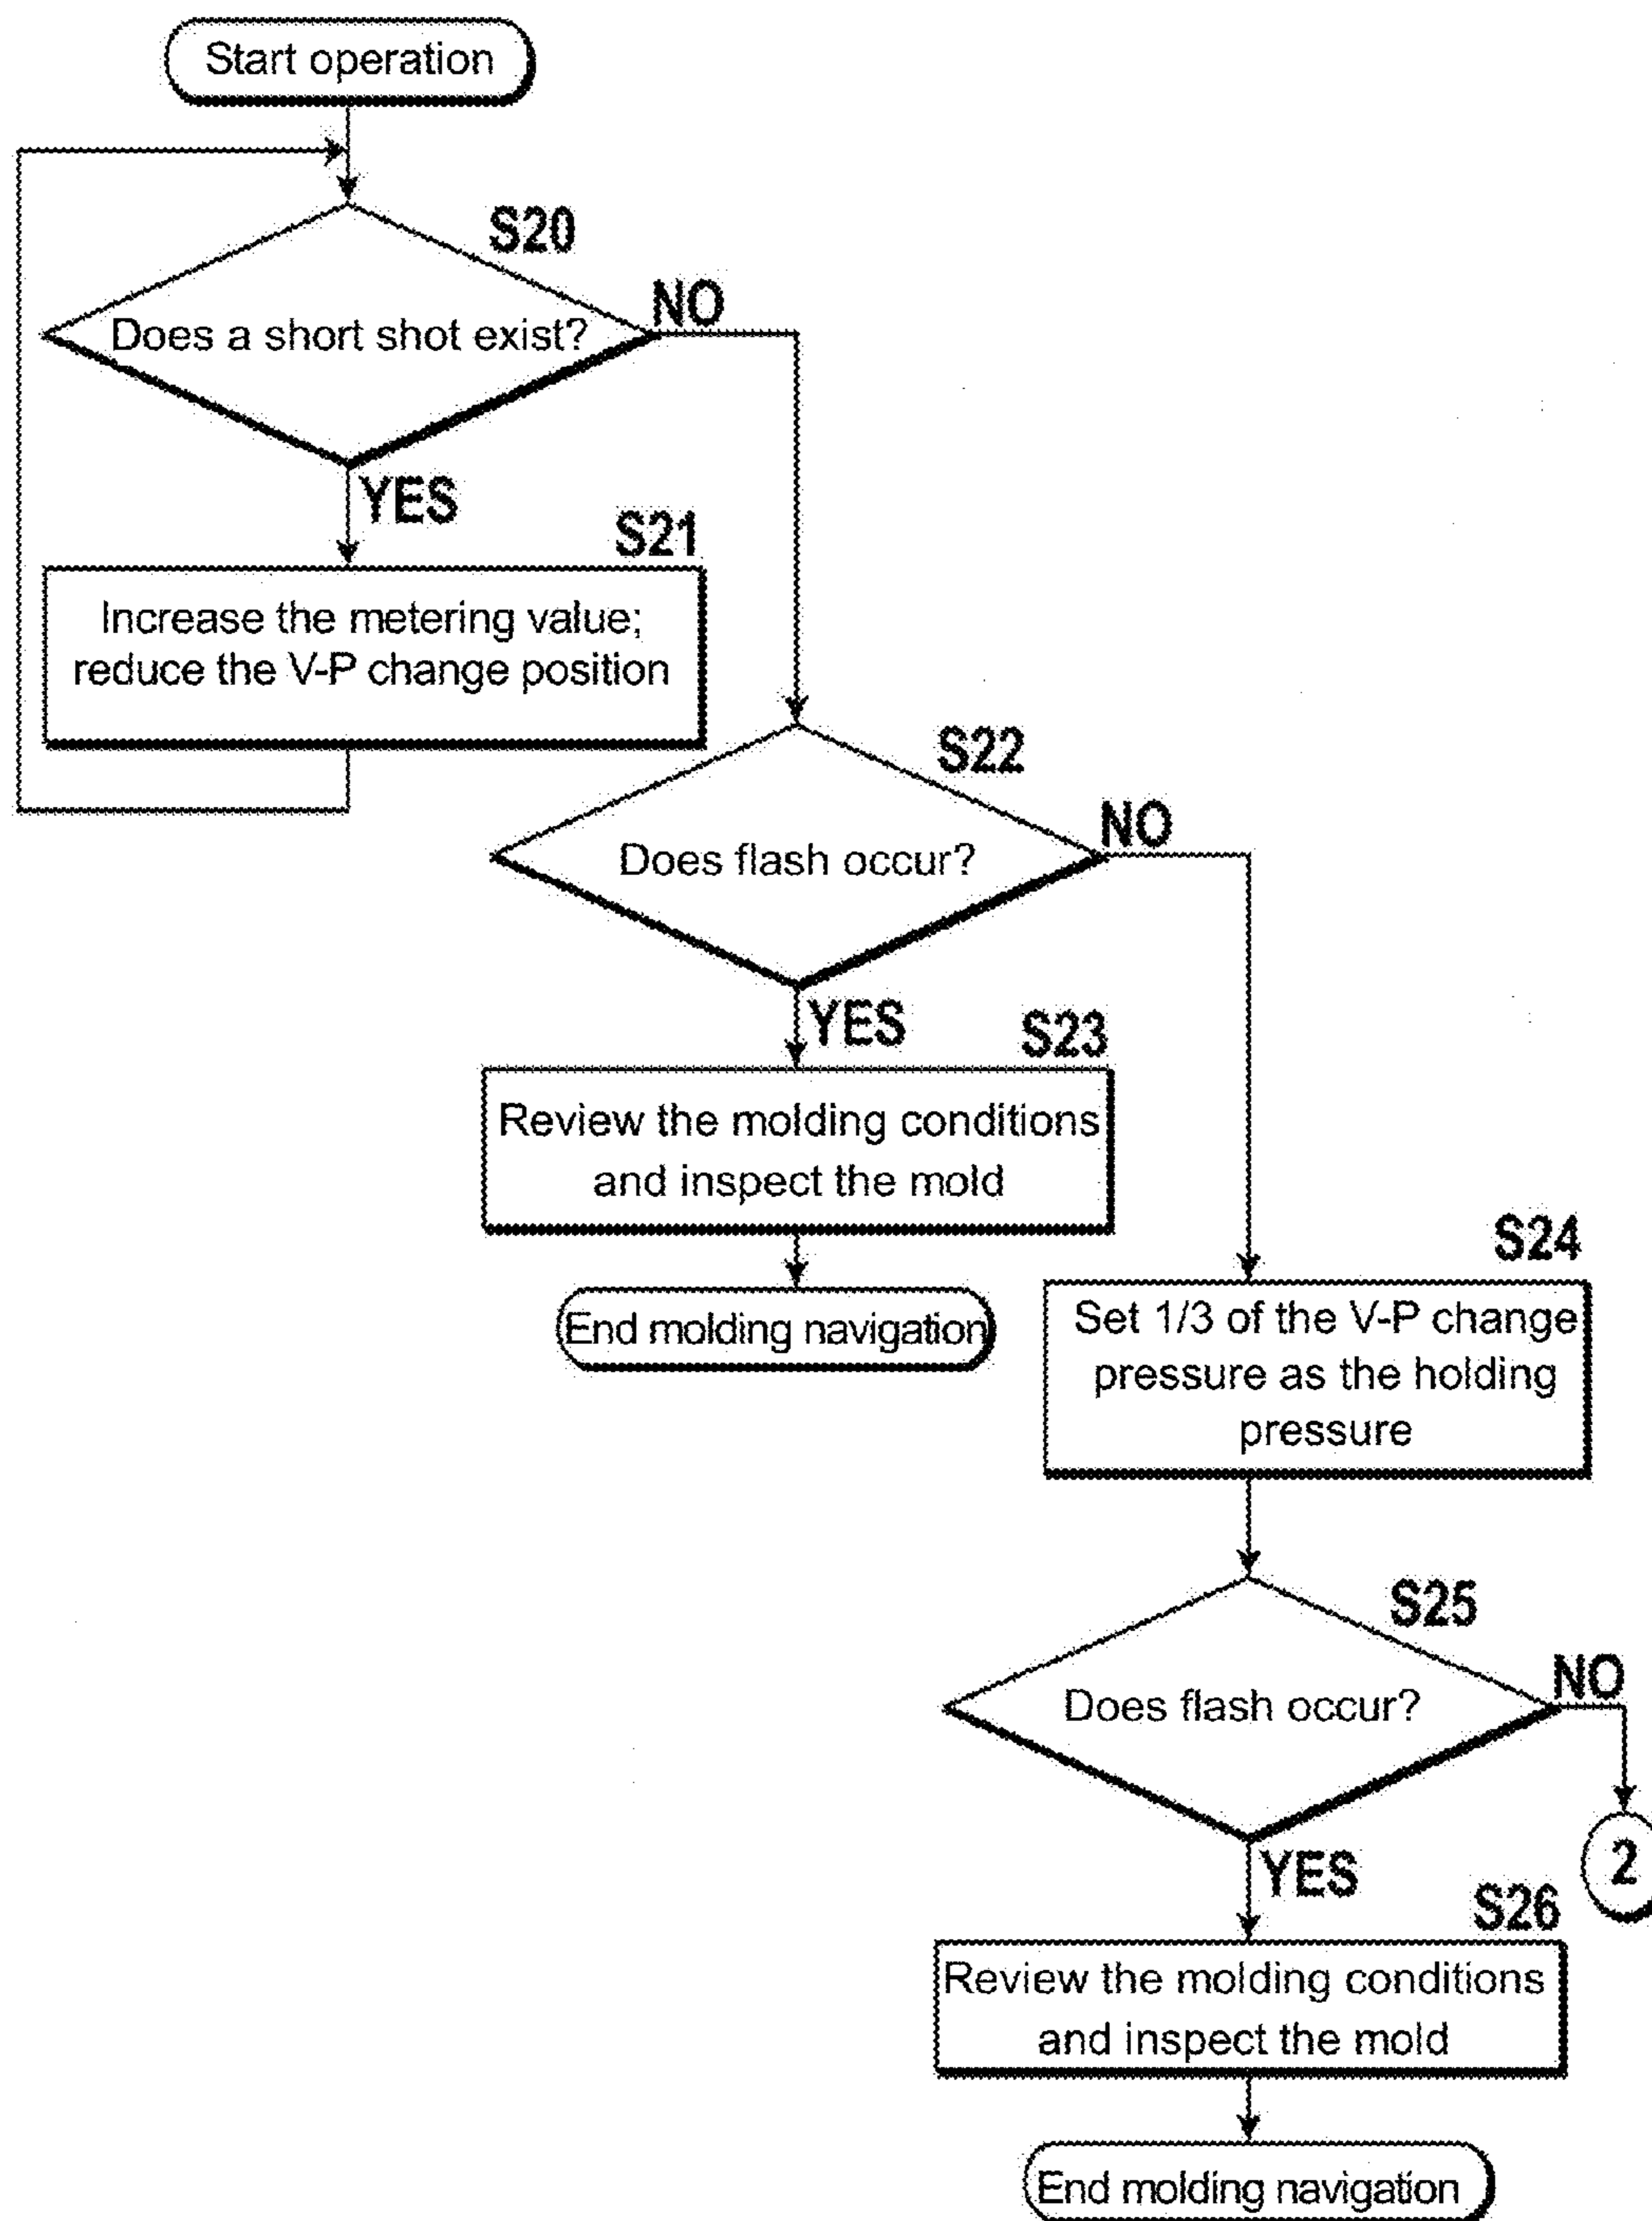 Start operation
S20
Does a short shot exist?
NO
YES
S21
Increase the metering value;
reduce the V-P change position
S22
Does flash occur?
NO
YES
S23
Review the molding conditions
and inspect the mold
End molding navigation
S24
Set 1/3 of the V-P change
pressure as the holding
pressure
S25
Does flash occur?
NO
2
YES
S26
Review the molding conditions
and inspect the mold
End molding navigation